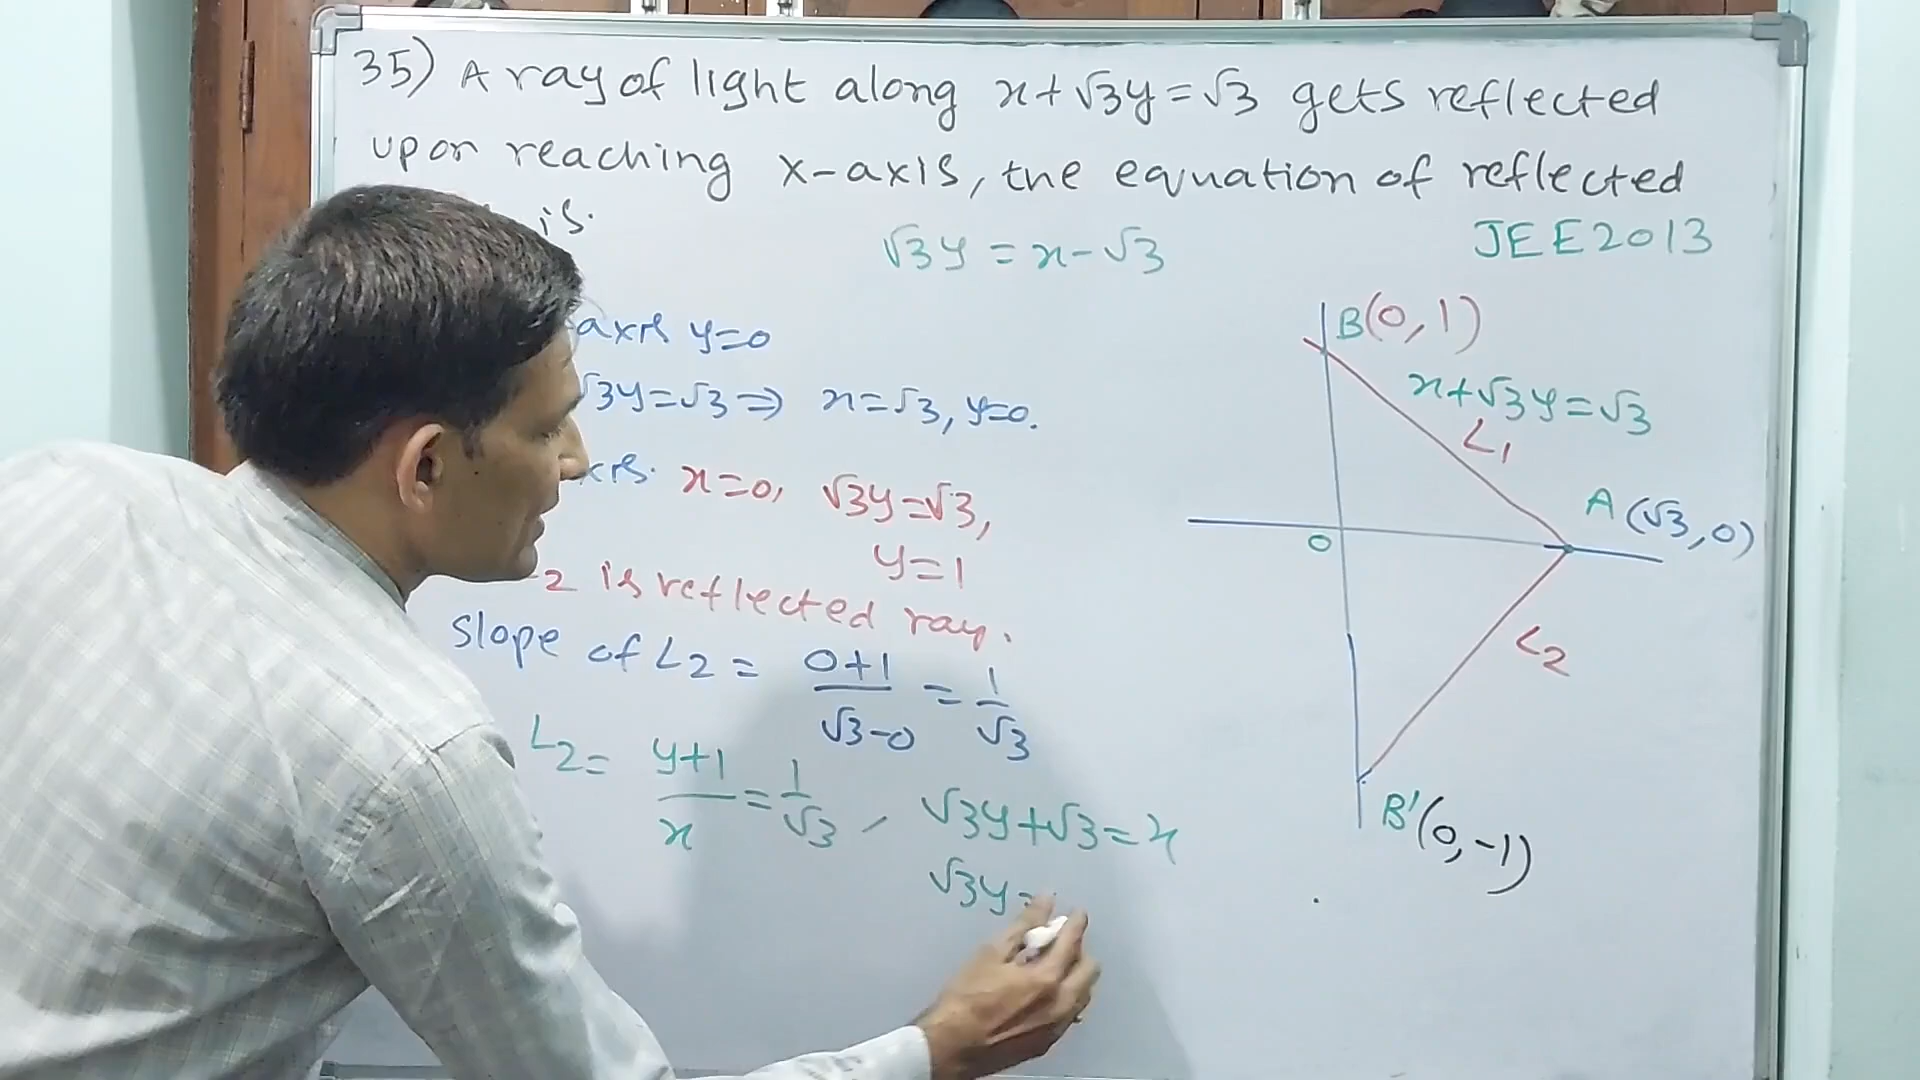 35) A ray of light along x+√3y=√3 gets reflected
upon reaching x-axis, the equation of reflected
is.
√3y = x-√3
JEE2013
axis y=0
√3y=√3 ⇒ x=√3, y=0.
x=0, √3y=√3,
y=1
2 is reflected ray.
slope of L2 = (0+1)/(√3-0) = 1/√3
L2 = (y+1)/x = 1/√3, √3y+√3=x
√3y=
B(0,1)
x+√3y=√3
L1
A(√3,0)
O
L2
B'(0,-1)